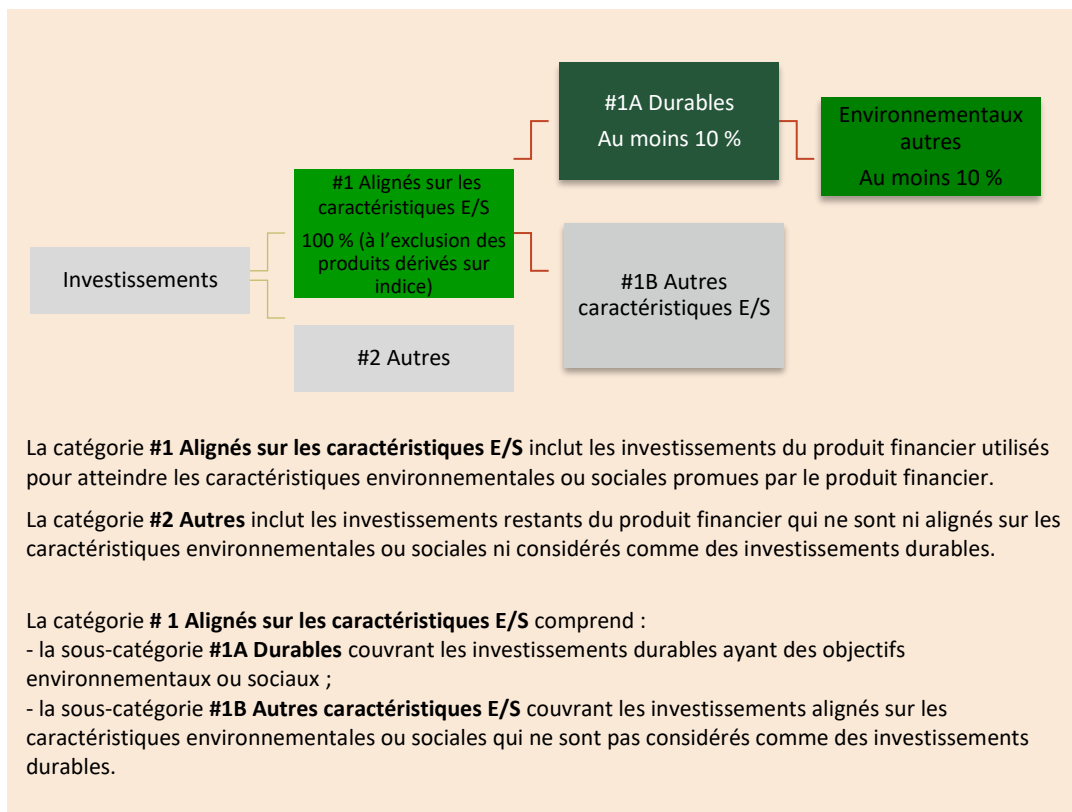 #1A Durables
Au moins 10 %
Environnementaux
autres
Au moins 10 %
#1 Alignés sur les
caractéristiques E/S
100 % (à l’exclusion des
produits dérivés sur
indice)
Investissements
#1B Autres
caractéristiques E/S
#2 Autres
La catégorie #1 Alignés sur les caractéristiques E/S inclut les investissements du produit financier utilisés
pour atteindre les caractéristiques environnementales ou sociales promues par le produit financier.
La catégorie #2 Autres inclut les investissements restants du produit financier qui ne sont ni alignés sur les
caractéristiques environnementales ou sociales ni considérés comme des investissements durables.
La catégorie # 1 Alignés sur les caractéristiques E/S comprend :
- la sous-catégorie #1A Durables couvrant les investissements durables ayant des objectifs
environnementaux ou sociaux ;
- la sous-catégorie #1B Autres caractéristiques E/S couvrant les investissements alignés sur les
caractéristiques environnementales ou sociales qui ne sont pas considérés comme des investissements
durables.